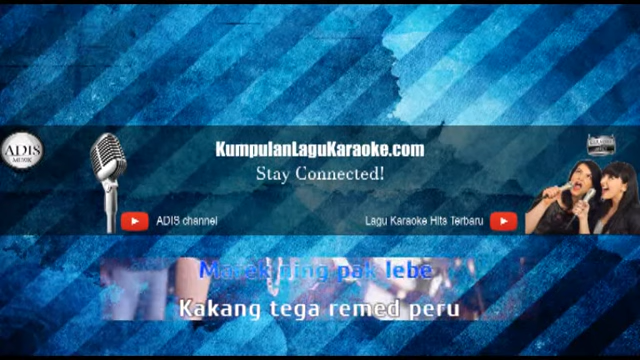 ADIS
MUSIK
KumpulanLaguKaraoke.com
Stay Connected!
ADIS channel
Lagu Karaoke Hits Terbaru
Marek ning pak lebe
Kakang tega remed peru